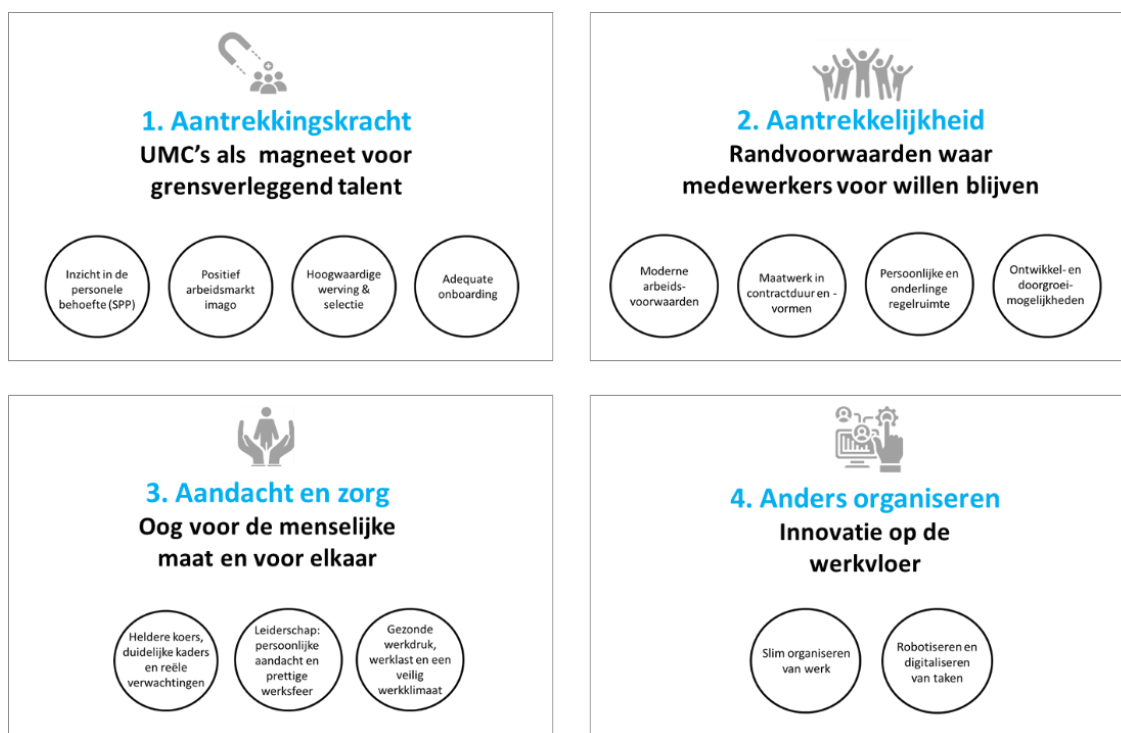 1. Aantrekkingskracht
UMC's als magneet voor
grensverleggend talent
Inzicht in de
personele
behoefte (SPP)
Positief
arbeidsmarkt
imago
Hoogwaardige
werving &
selectie
Adequate
onboarding
2. Aantrekkelijkheid
Randvoorwaarden waar
medewerkers voor willen blijven
Moderne
arbeids-
voorwaarden
Maatwerk in
contractduur en -
vormen
Persoonlijke en
onderlinge
regelruimte
Ontwikkel- en
doorgroei-
mogelijkheden
3. Aandacht en zorg
Oog voor de menselijke
maat en voor elkaar
Heldere koers,
duidelijke kaders
en reële
verwachtingen
Leiderschap:
persoonlijke
aandacht en
prettige
werksfeer
Gezonde
werkdruk,
werklast en een
veilig
werkklimaat
4. Anders organiseren
Innovatie op de
werkvloer
Slim organiseren
van werk
Robotiseren en
digitaliseren
van taken